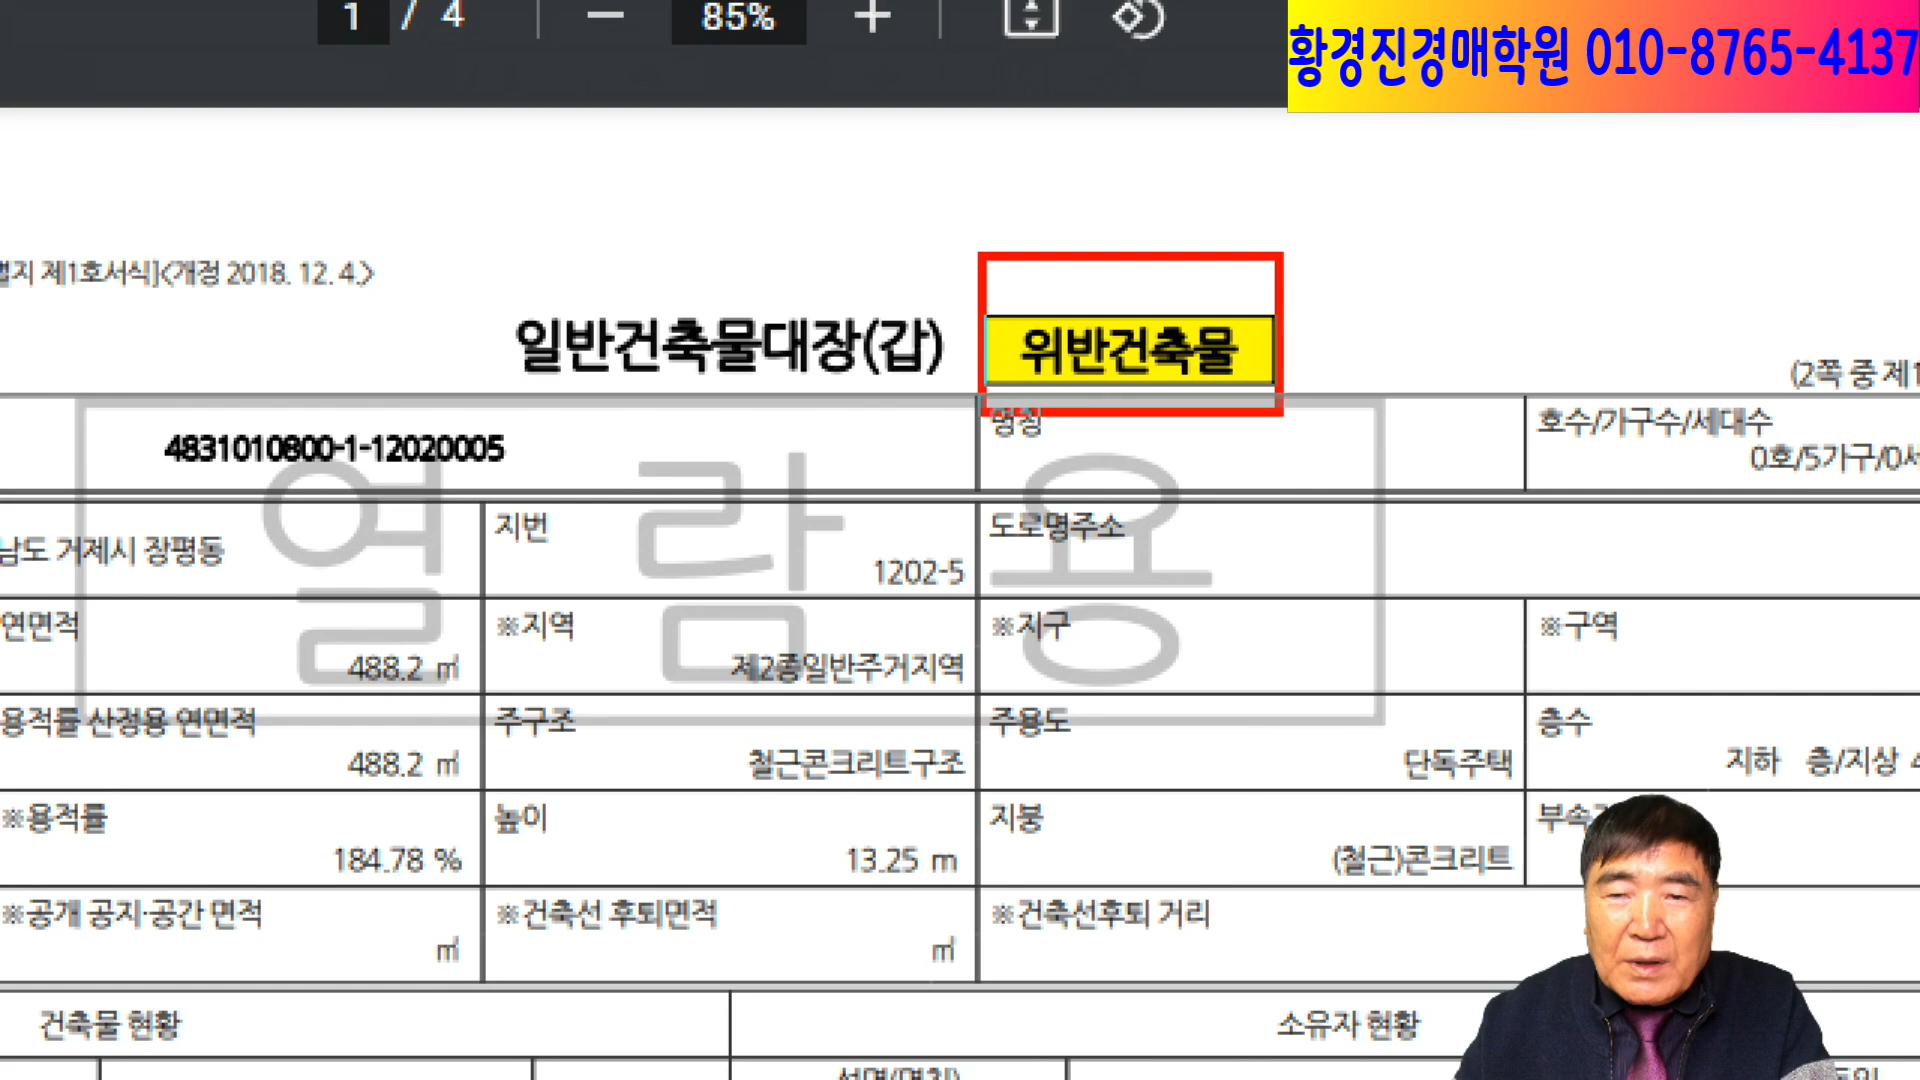 1 / 4 85%
황경진경매학원 010-8765-4137
제1호서식]<개정 2018. 12. 4.>
일반건축물대장(갑) 위반건축물
(2쪽 중 제1
4831010800-1-12020005
명칭
호수/가구수/세대수
0호/5가구/0세
열람용
남도 거제시 장평동
지번
1202-5
도로명주소
연면적
488.2 ㎡
※지역
제2종일반주거지역
※지구
※구역
용적률 산정용 연면적
488.2 ㎡
주구조
철근콘크리트구조
주용도
단독주택
층수
지하 층/지상 4
※용적률
184.78 %
높이
13.25 m
지붕
(철근)콘크리트
부속
※공개 공지·공간 면적
㎡
※건축선 후퇴면적
㎡
※건축선후퇴 거리
건축물 현황
소유자 현황